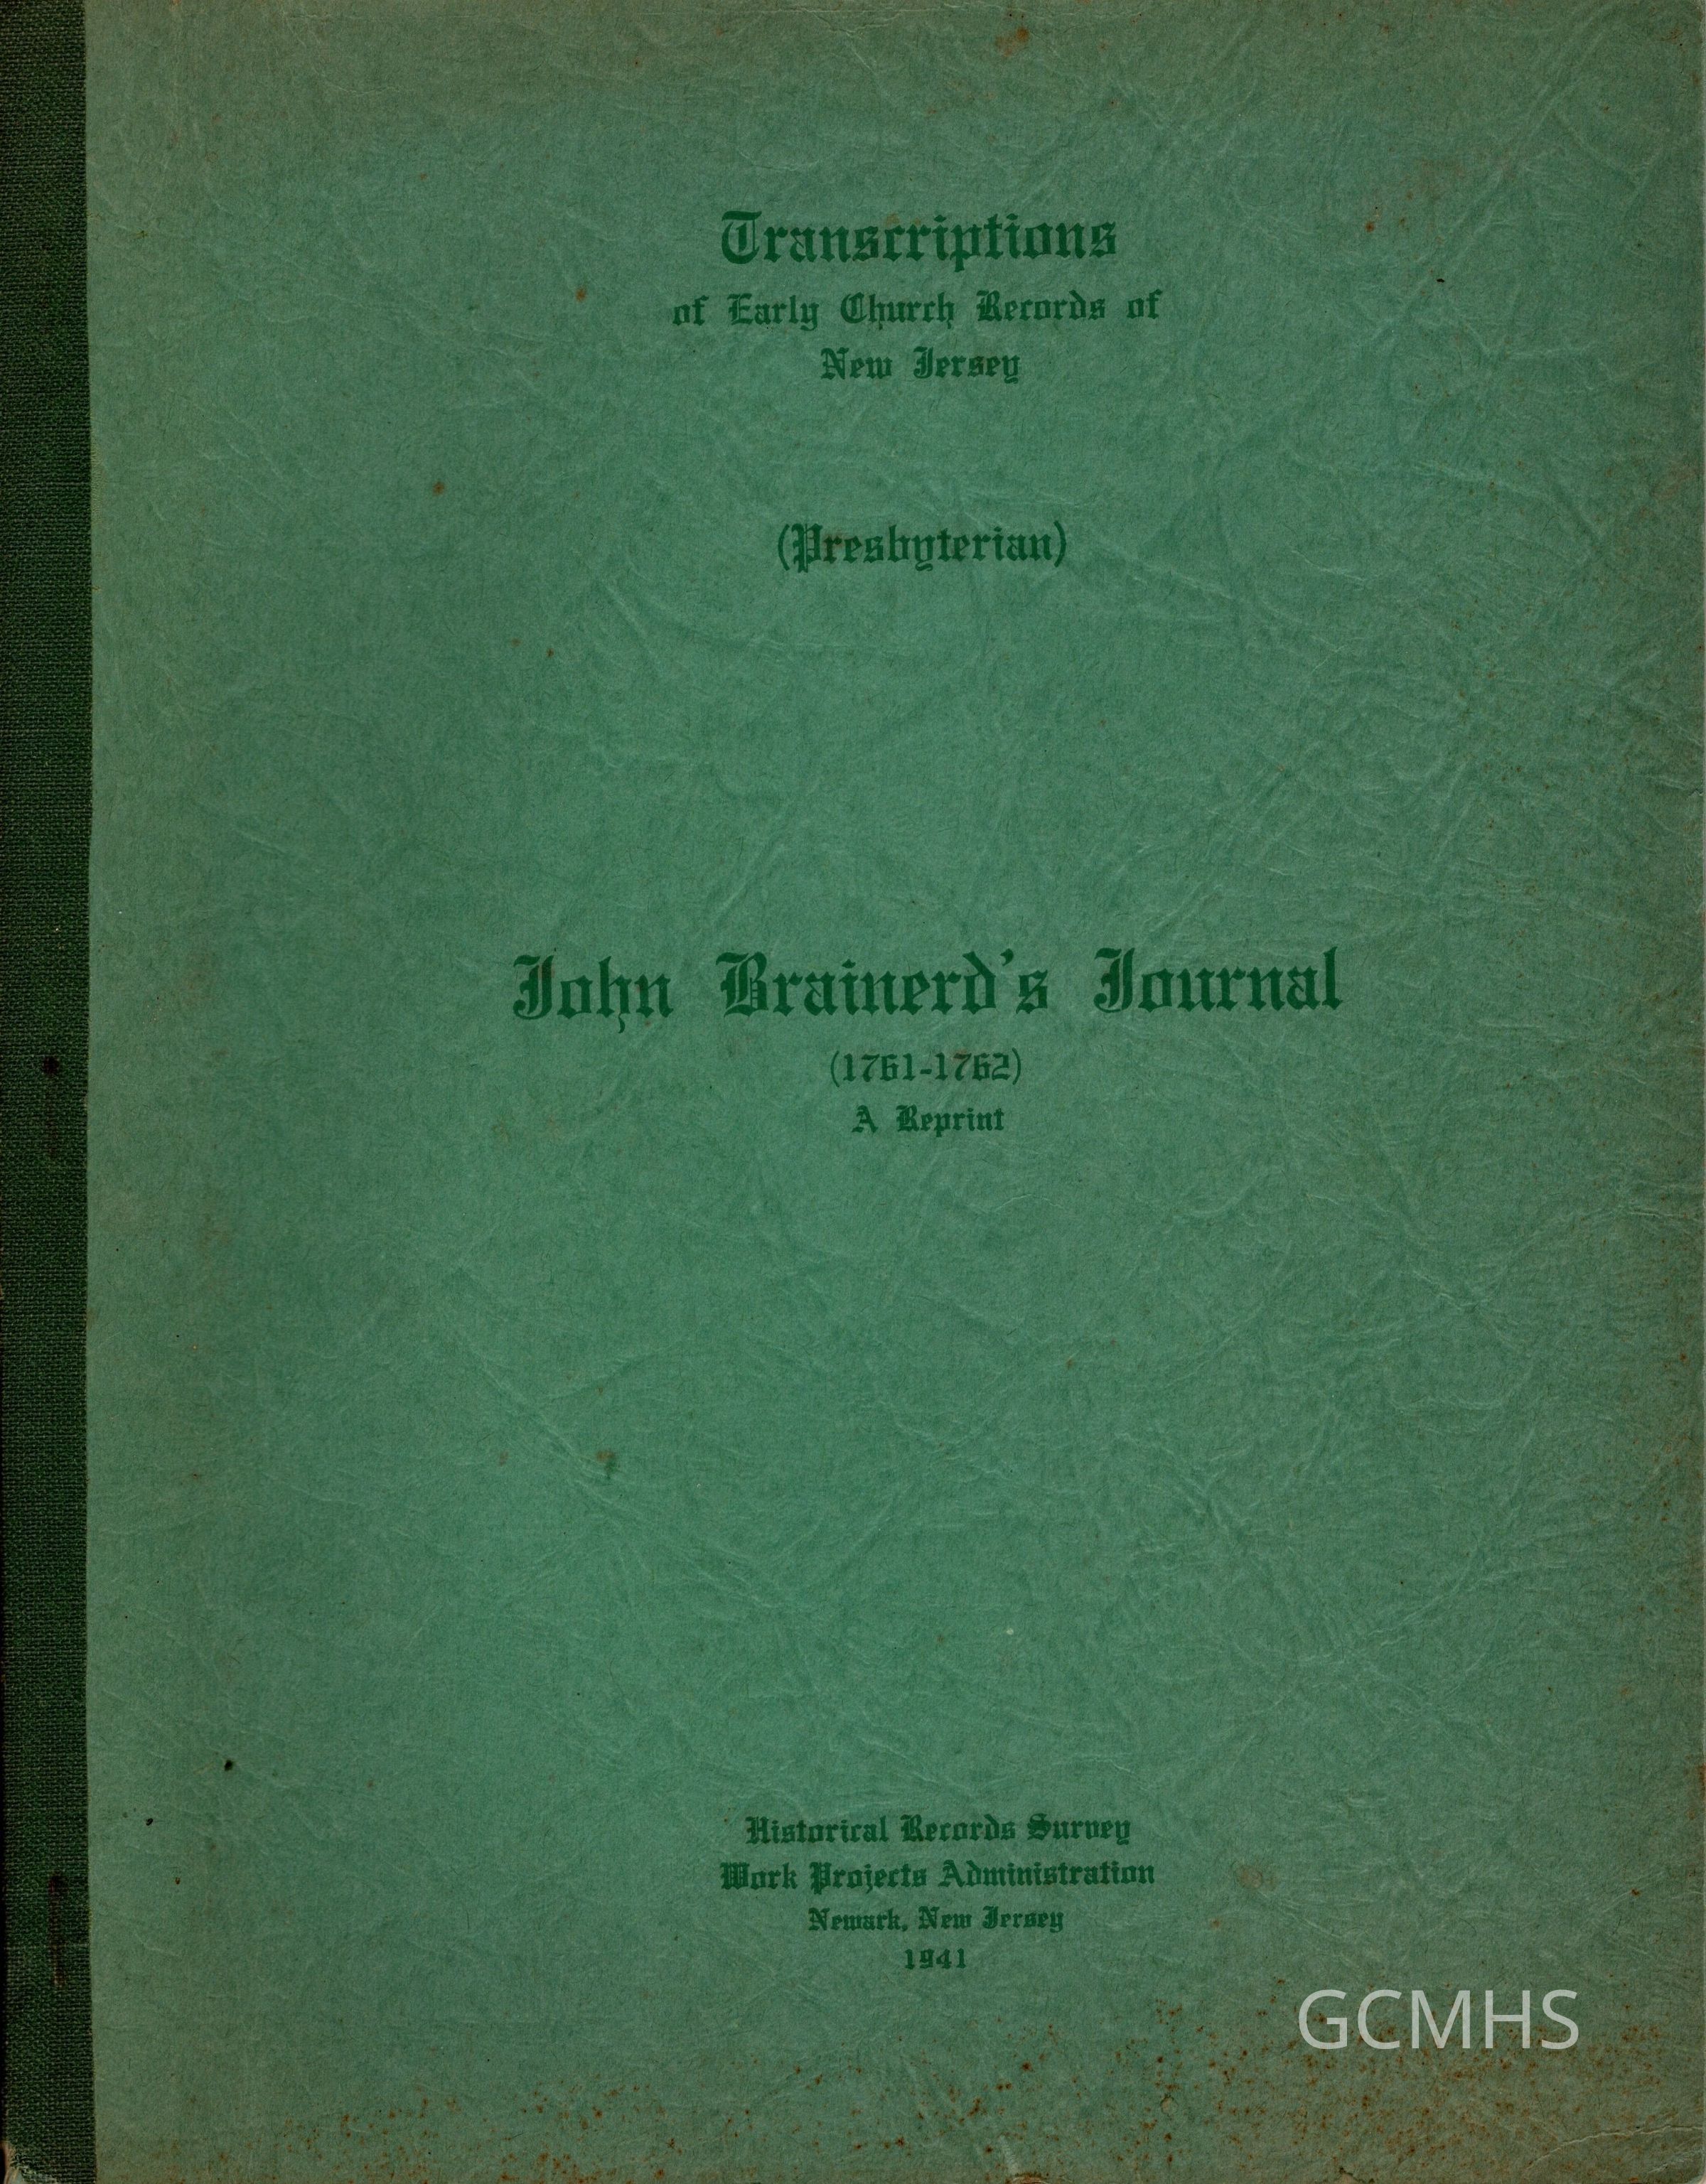 Transcriptions
of Early Church Records of
New Jersey
(Presbyterian)
John Brainerd's Journal
(1761-1762)
A Reprint
Historical Records Survey
Work Projects Administration
Newark, New Jersey
1941
GCMHS